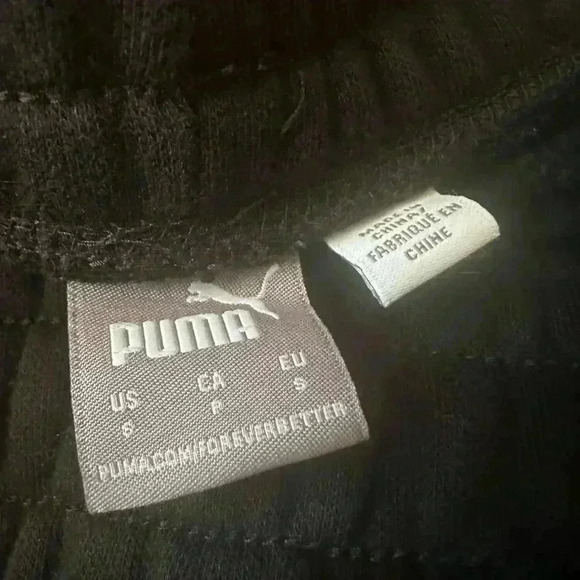 PUMA
US CA EU
S P S
PUMA.COM/FOREVERBETTER
MADE IN
CHINA/
FABRIQUÉ EN
CHINE